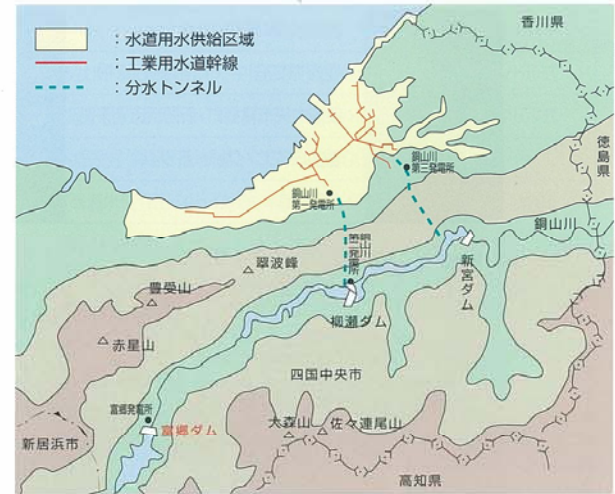 ：水道用水供給区域
：工業用水道幹線
：分水トンネル
香川県
徳島県
銅山川
第三発電所
銅山川
第一発電所
銅山川
銅山川
第二発電所
新宮ダム
翠波峰
豊受山
柳瀬ダム
赤星山
四国中央市
富郷発電所
富郷ダム
大森山
佐々連尾山
新居浜市
高知県